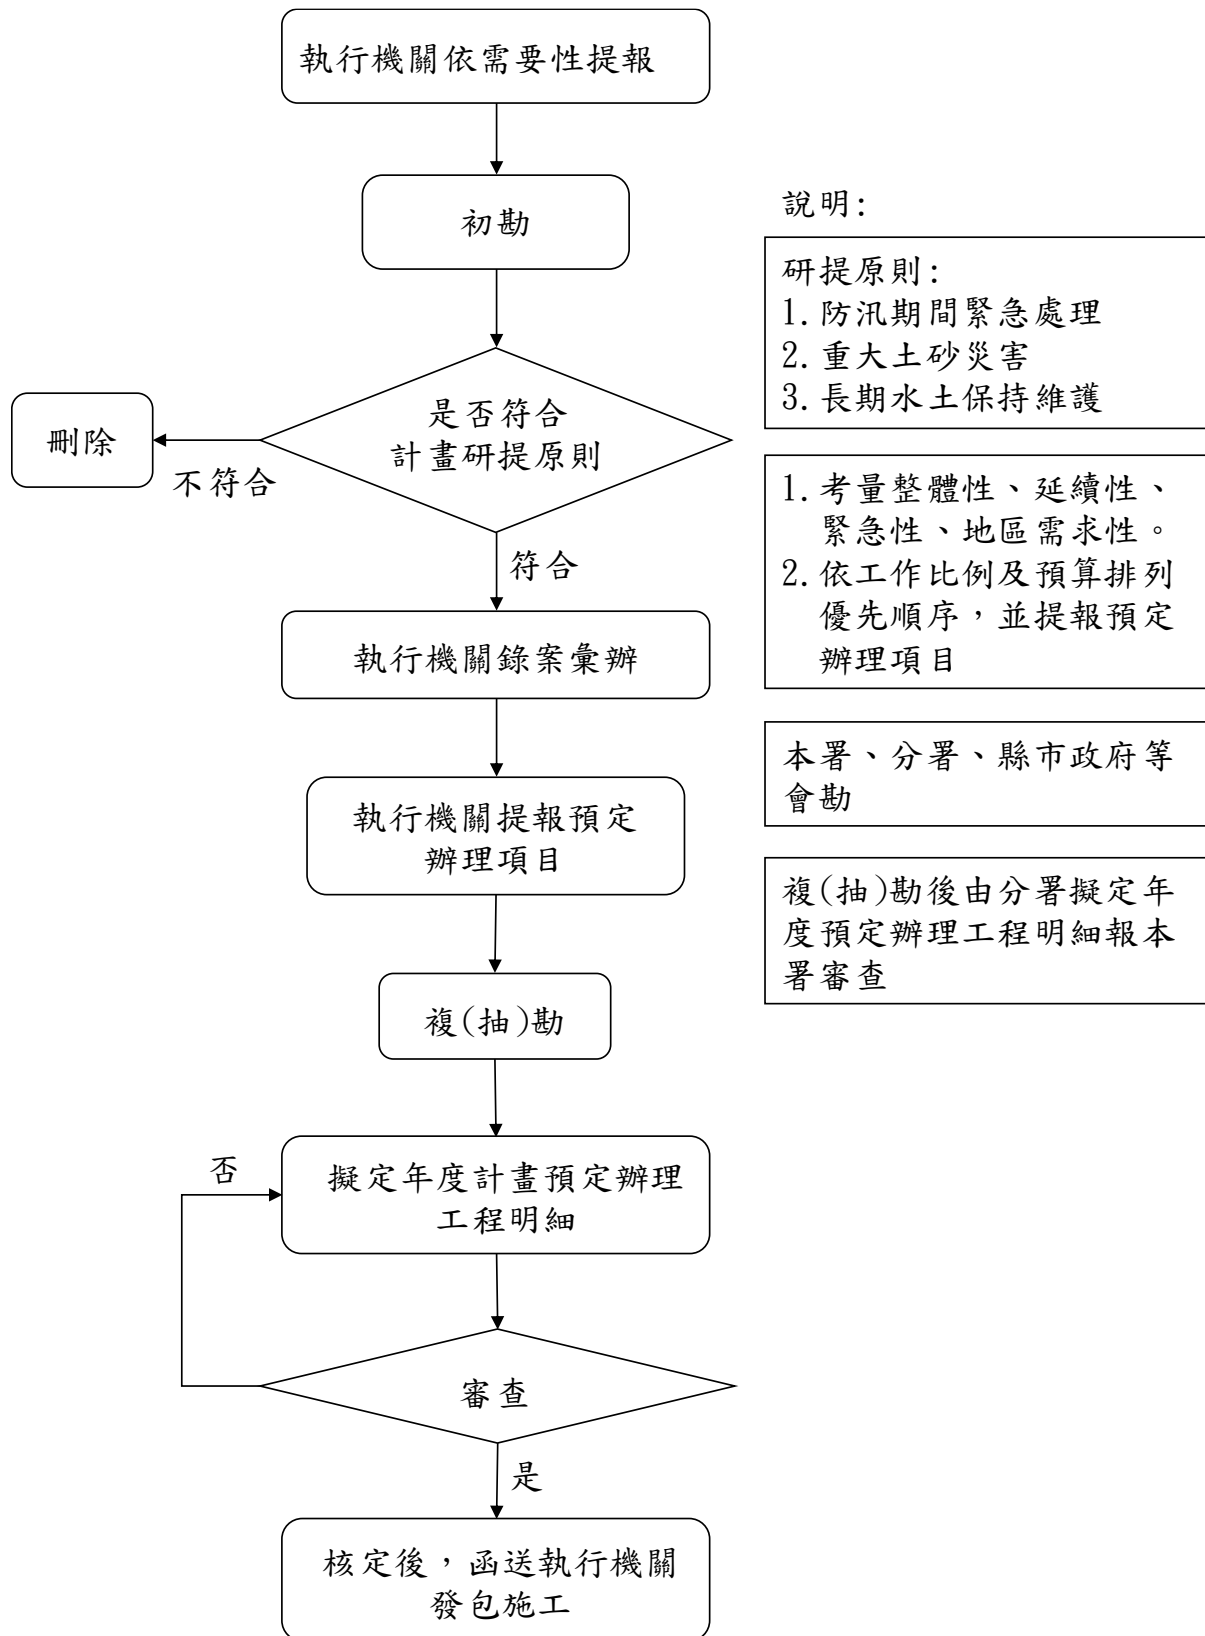 執行機關依需要性提報
初勘
是否符合
計畫研提原則
刪除
不符合
符合
執行機關錄案彙辦
執行機關提報預定
辦理項目
複(抽)勘
否
擬定年度計畫預定辦理
工程明細
審查
是
核定後，函送執行機關
發包施工
說明:
研提原則:
1.防汛期間緊急處理
2.重大土砂災害
3.長期水土保持維護
1.考量整體性、延續性、
緊急性、地區需求性。
2.依工作比例及預算排列
優先順序，並提報預定
辦理項目
本署、分署、縣市政府等
會勘
複(抽)勘後由分署擬定年
度預定辦理工程明細報本
署審查